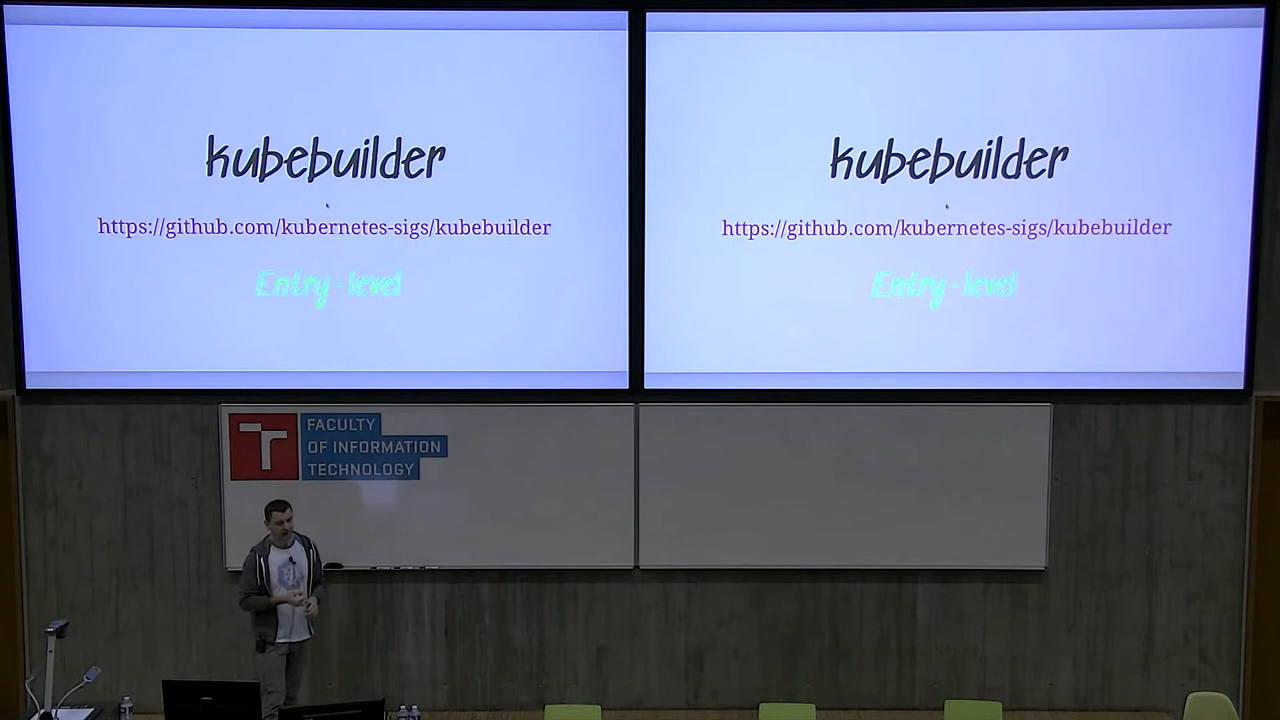 kubebuilder
https://github.com/kubernetes-sigs/kubebuilder
Entry-level
kubebuilder
https://github.com/kubernetes-sigs/kubebuilder
Entry-level
FACULTY
OF INFORMATION
TECHNOLOGY